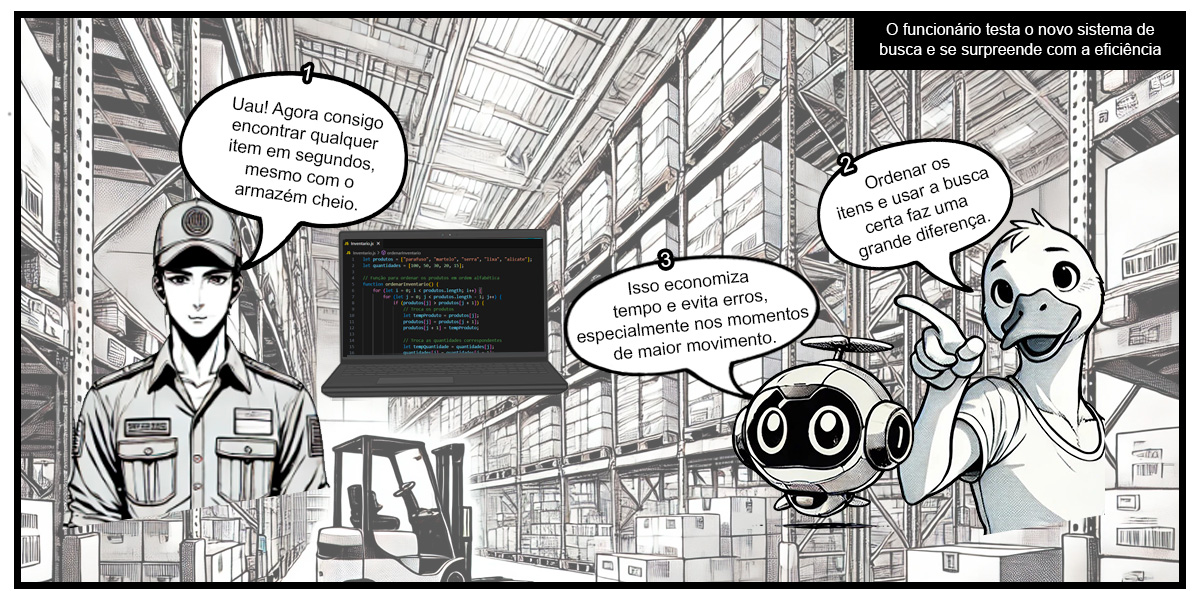 O funcionário testa o novo sistema de
busca e se surpreende com a eficiência
1
Uau! Agora consigo
encontrar qualquer
item em segundos,
mesmo com o
armazém cheio.
2
Ordenar os
itens e usar a busca
certa faz uma
grande diferença.
3
Isso economiza
tempo e evita erros,
especialmente nos momentos
de maior movimento.
Inventario.js
Inventario.js > ordenarInventario
1 let produtos = ["parafuso", "martelo", "serra", "lixa", "alicate"];
2 let quantidades = [100, 50, 30, 20, 15];
4 // Função para ordenar os produtos em ordem alfabética
5 function ordenarInventario() {
6 for (let i = 0; i < produtos.length; i++) {
7 for (let j = 0; j < produtos.length - 1; j++) {
8 if (produtos[j] > produtos[j + 1]) {
9 // Troca os produtos
10 let tempProduto = produtos[j];
11 produtos[j] = produtos[j + 1];
12 produtos[j + 1] = tempProduto;
14 // Troca as quantidades correspondentes
15 let tempQuantidade = quantidades[j];